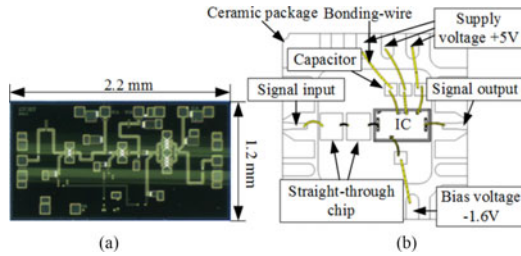 Ceramic package
Bonding-wire
Supply
voltage +5V
2.2 mm
Capacitor
Signal input
Signal output
IC
1.2 mm
Straight-through
chip
Bias voltage
-1.6V
(a)
(b)